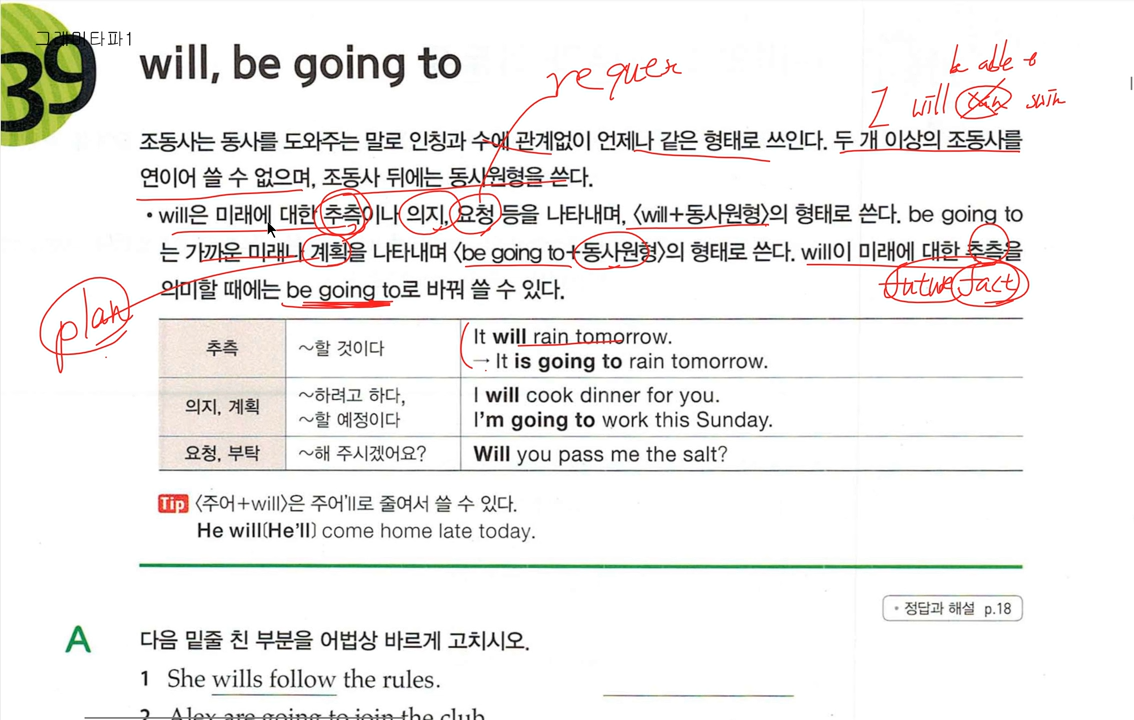 그래머타파1
39
will, be going to
be able to
I will can swim
조동사는 동사를 도와주는 말로 인칭과 수에 관계없이 언제나 같은 형태로 쓰인다. 두 개 이상의 조동사를
연이어 쓸 수 없으며, 조동사 뒤에는 동사원형을 쓴다.
• will은 미래에 대한 추측이나 의지, 요청 등을 나타내며, 〈will+동사원형〉의 형태로 쓴다. be going to
는 가까운 미래나 계획을 나타내며 〈be going to+동사원형〉의 형태로 쓴다. will이 미래에 대한 추측을
의미할 때에는 be going to로 바꿔 쓸 수 있다.
future fact
plan
추측 ~할 것이다 It will rain tomorrow.
→ It is going to rain tomorrow.
의지, 계획 ~하려고 하다, I will cook dinner for you.
~할 예정이다 I'm going to work this Sunday.
요청, 부탁 ~해 주시겠어요? Will you pass me the salt?
Tip 〈주어+will〉은 주어'll로 줄여서 쓸 수 있다.
He will(He'll) come home late today.
• 정답과 해설 p.18
A 다음 밑줄 친 부분을 어법상 바르게 고치시오.
1 She wills follow the rules.
2 Alex are going to join the club.